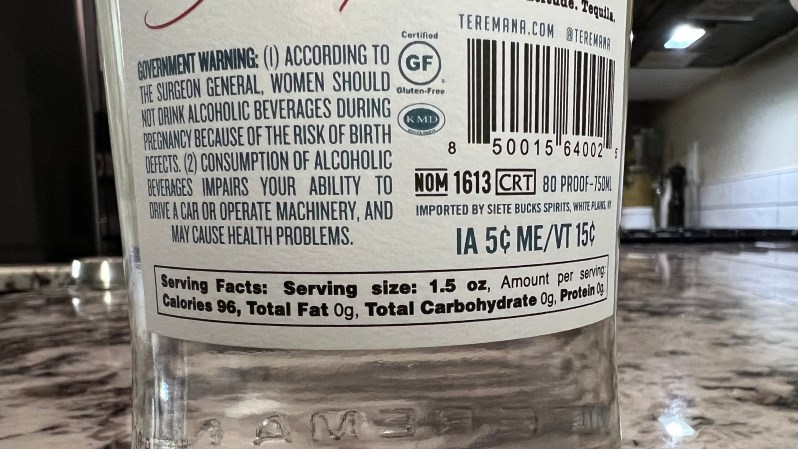 Tequila.
TEREMANA.COM @TEREMANA
GOVERNMENT WARNING: (1) ACCORDING TO
THE SURGEON GENERAL, WOMEN SHOULD
NOT DRINK ALCOHOLIC BEVERAGES DURING
PREGNANCY BECAUSE OF THE RISK OF BIRTH
DEFECTS. (2) CONSUMPTION OF ALCOHOLIC
BEVERAGES IMPAIRS YOUR ABILITY TO
DRIVE A CAR OR OPERATE MACHINERY, AND
MAY CAUSE HEALTH PROBLEMS.
Certified
GF
Gluten-Free
KMD
8 50015 64002 5
NOM 1613 CRT 80 PROOF-750ML
IMPORTED BY SIETE BUCKS SPIRITS, WHITE PLAINS, NY
IA 5¢ ME/VT 15¢
Serving Facts: Serving size: 1.5 oz, Amount per serving:
Calories 96, Total Fat 0g, Total Carbohydrate 0g, Protein 0g.